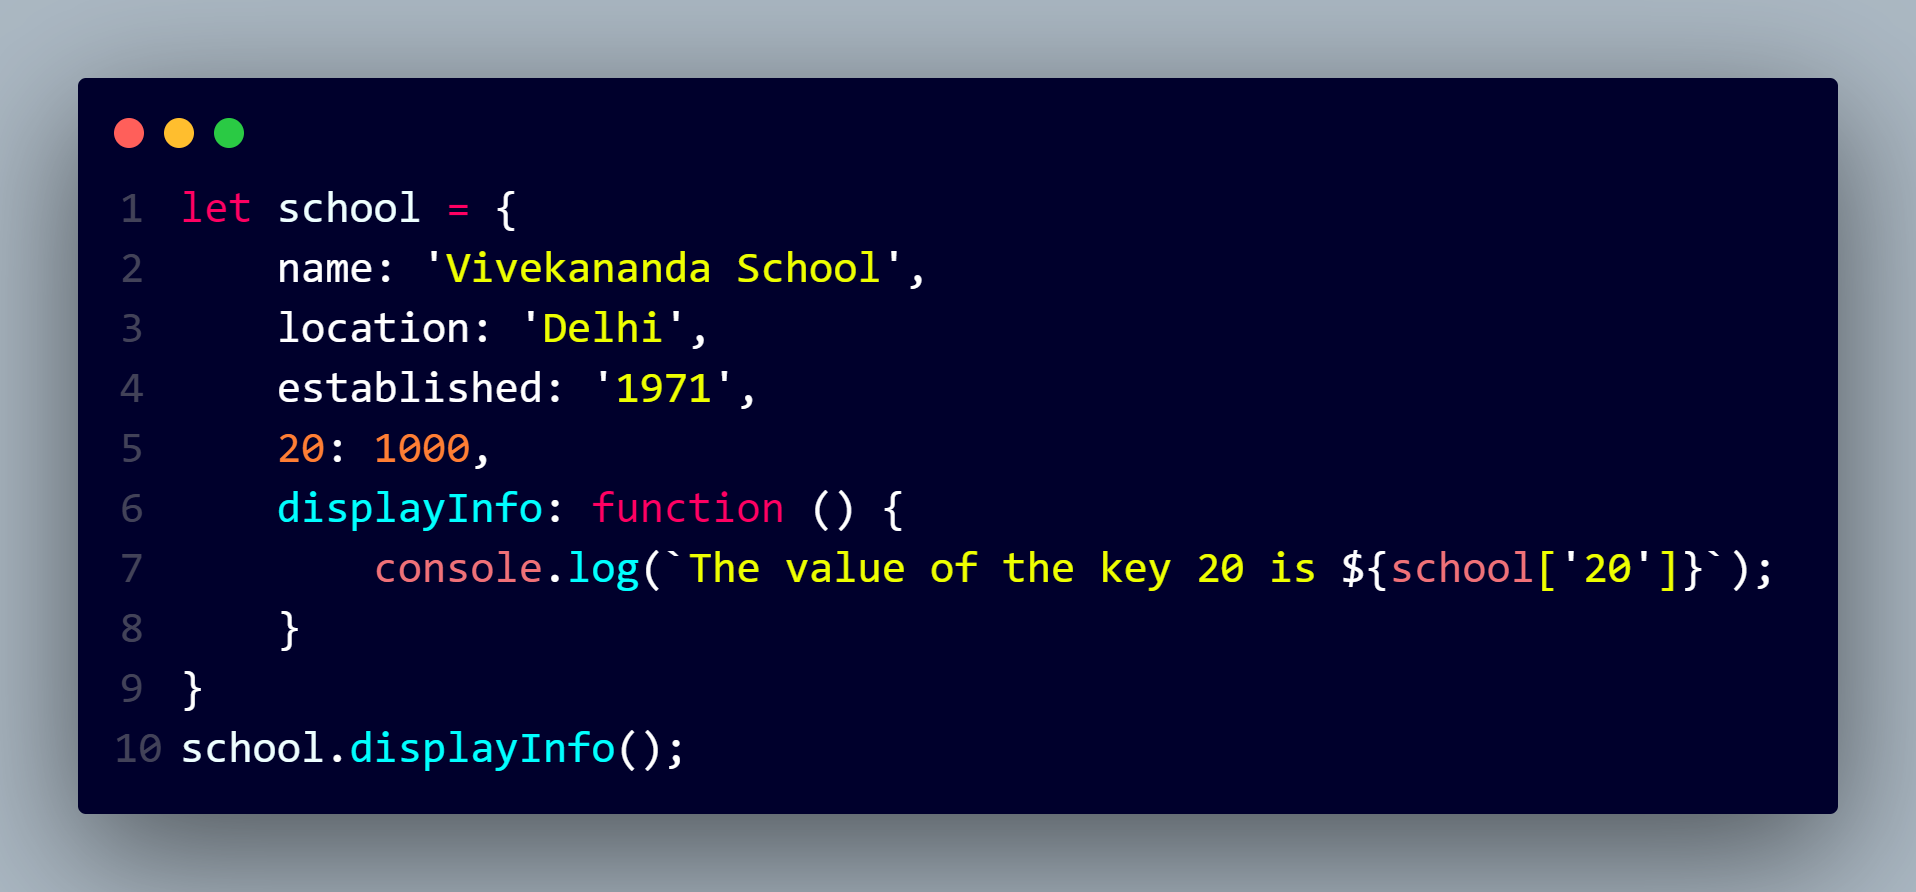 1 let school = {
2     name: 'Vivekananda School',
3     location: 'Delhi',
4     established: '1971',
5     20: 1000,
6     displayInfo: function () {
7         console.log(`The value of the key 20 is ${school['20']}`);
8     }
9 }
10 school.displayInfo();